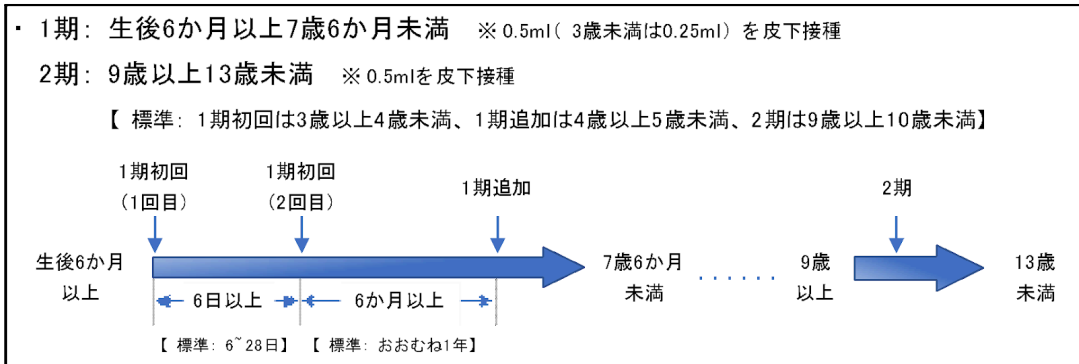 ・ 1期： 生後6か月以上7歳6か月未満 ※ 0.5ml( 3歳未満は0.25ml) を皮下接種
2期： 9歳以上13歳未満 ※ 0.5mlを皮下接種
【 標準： 1期初回は3歳以上4歳未満、1期追加は4歳以上5歳未満、2期は9歳以上10歳未満】
1期初回
(1回目)
1期初回
(2回目)
1期追加
2期
生後6か月
以上
7歳6か月
未満
......
9歳
以上
13歳
未満
6日以上
6か月以上
【 標準： 6~28日】 【 標準： おおむね1年】